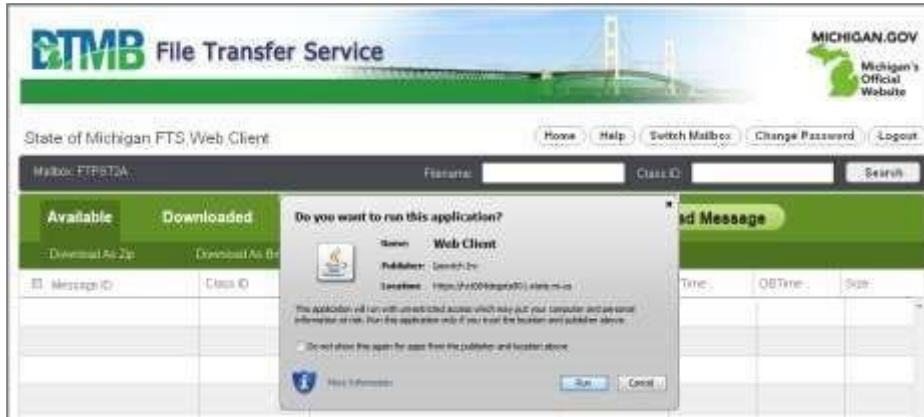 DTMB File Transfer Service
MICHIGAN.GOV
Michigan's
Official
Website
State of Michigan FTS Web Client
Home Help Switch Mailbox Change Password Logout
Mailbox: Filename: Class ID: Search
Available Downloaded ad Message
Download As Zip Download As
Message ID Class ID Time OBTime Size
Do you want to run this application?
Name: Web Client
Publisher:
Location:
This application will run with unrestricted access which may put your computer and personal
information at risk. Run this application only if you trust the location and publisher above.
Do not show this again for apps from the publisher and location above
More Information Run Cancel